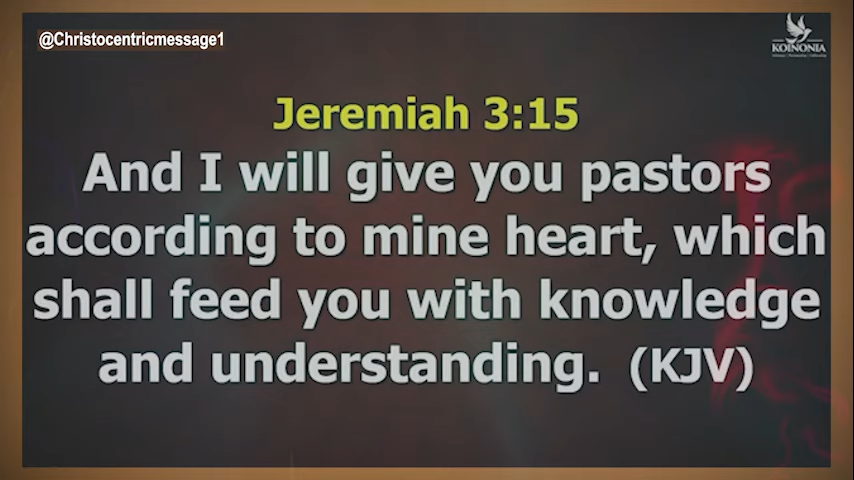 @Christocentricmessage1
KOINONIA
Jeremiah 3:15
And I will give you pastors
according to mine heart, which
shall feed you with knowledge
and understanding. (KJV)